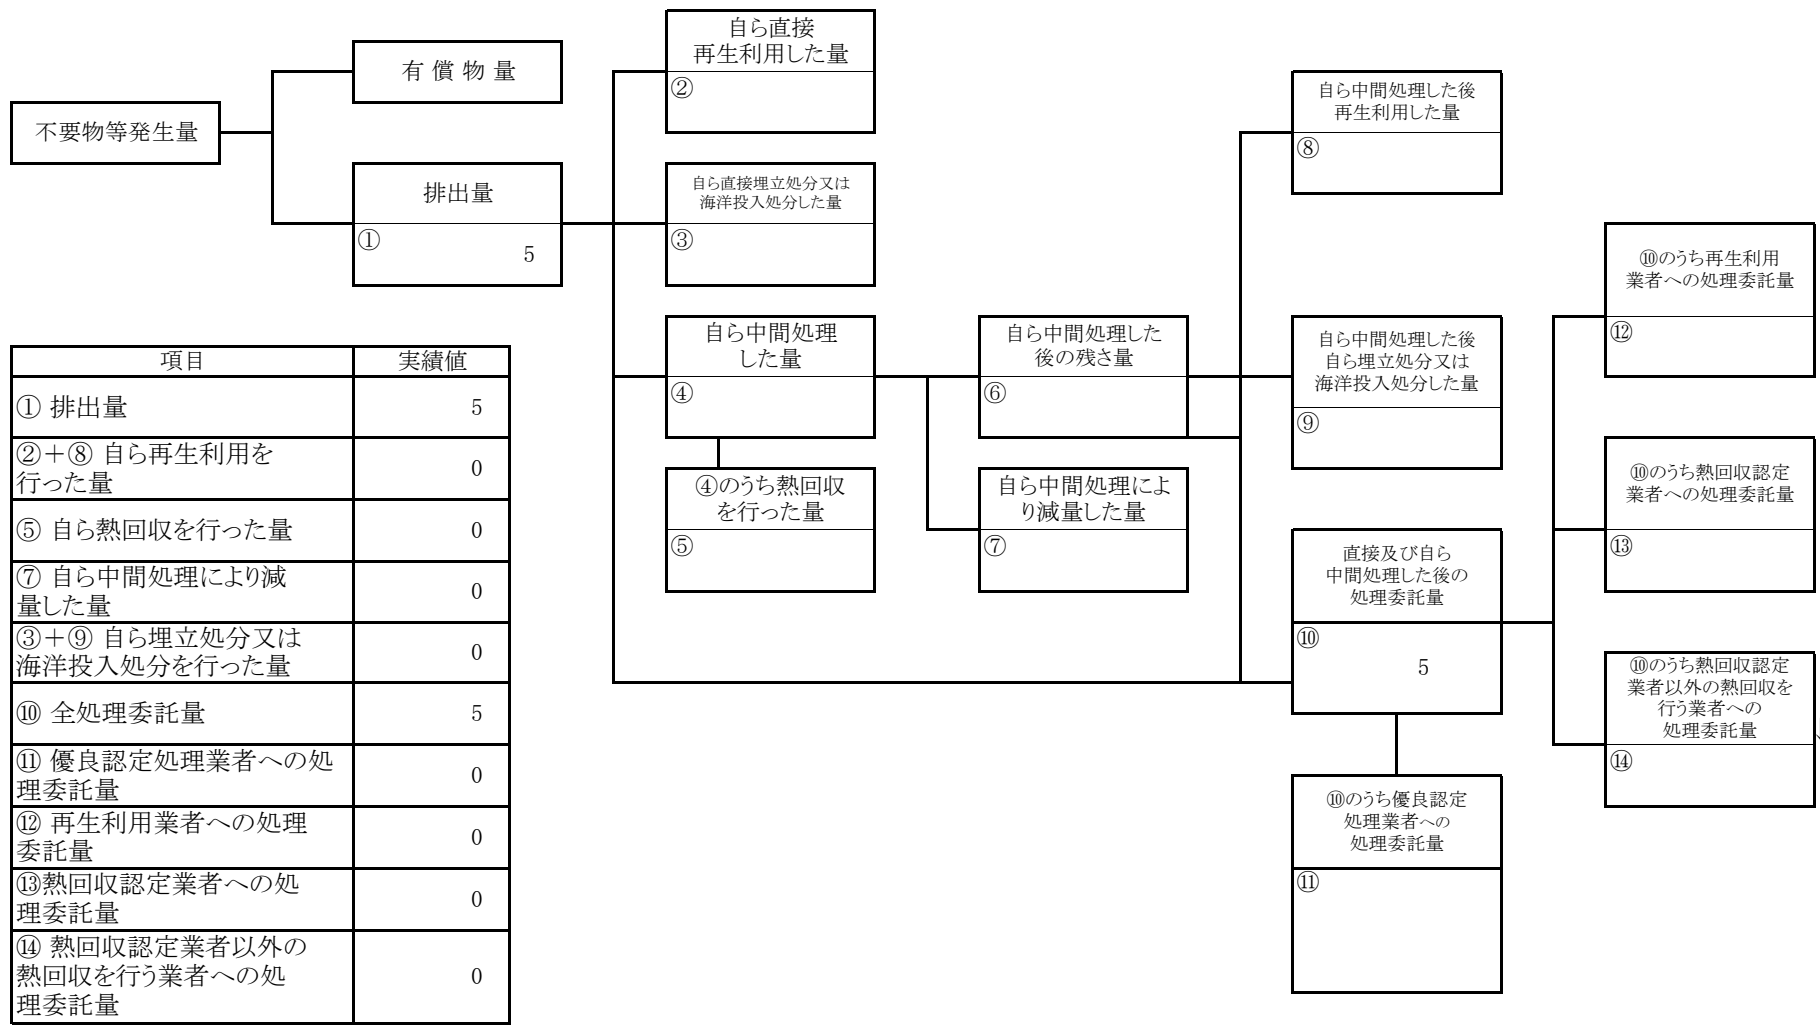 不要物等発生量
有償物量
排出量
①
5
自ら直接
再生利用した量
②
自ら直接埋立処分又は
海洋投入処分した量
③
自ら中間処理
した量
④
④のうち熱回収
を行った量
⑤
自ら中間処理した
後の残さ量
⑥
自ら中間処理によ
り減量した量
⑦
自ら中間処理した後
再生利用した量
⑧
自ら中間処理した後
自ら埋立処分又は
海洋投入処分した量
⑨
直接及び自ら
中間処理した後の
処理委託量
⑩
5
⑩のうち優良認定
処理業者への
処理委託量
⑪
⑩のうち再生利用
業者への処理委託量
⑫
⑩のうち熱回収認定
業者への処理委託量
⑬
⑩のうち熱回収認定
業者以外の熱回収を
行う業者への
処理委託量
⑭
項目 実績値
① 排出量 5
②+⑧ 自ら再生利用を
行った量 0
⑤ 自ら熱回収を行った量 0
⑦ 自ら中間処理により減
量した量 0
③+⑨ 自ら埋立処分又は
海洋投入処分を行った量 0
⑩ 全処理委託量 5
⑪ 優良認定処理業者への処
理委託量 0
⑫ 再生利用業者への処理
委託量 0
⑬熱回収認定業者への処
理委託量 0
⑭ 熱回収認定業者以外の
熱回収を行う業者への処
理委託量 0